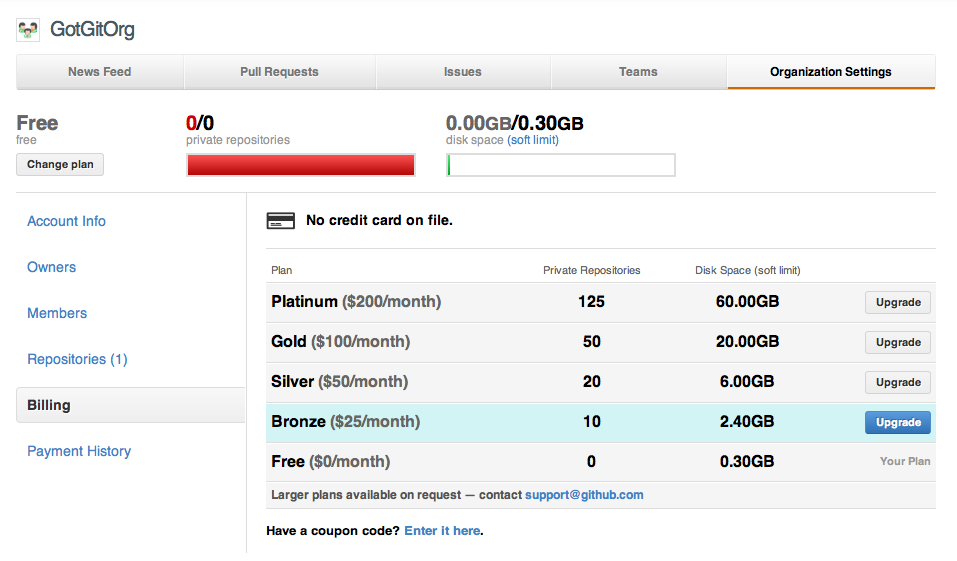 GotGitOrg
News Feed Pull Requests Issues Teams Organization Settings
Free 0/0 0.00GB/0.30GB
free private repositories disk space (soft limit)
Change plan
Account Info
Owners
Members
Repositories (1)
Billing
Payment History
No credit card on file.
Plan Private Repositories Disk Space (soft limit)
Platinum ($200/month) 125 60.00GB Upgrade
Gold ($100/month) 50 20.00GB Upgrade
Silver ($50/month) 20 6.00GB Upgrade
Bronze ($25/month) 10 2.40GB Upgrade
Free ($0/month) 0 0.30GB Your Plan
Larger plans available on request — contact support@github.com
Have a coupon code? Enter it here.